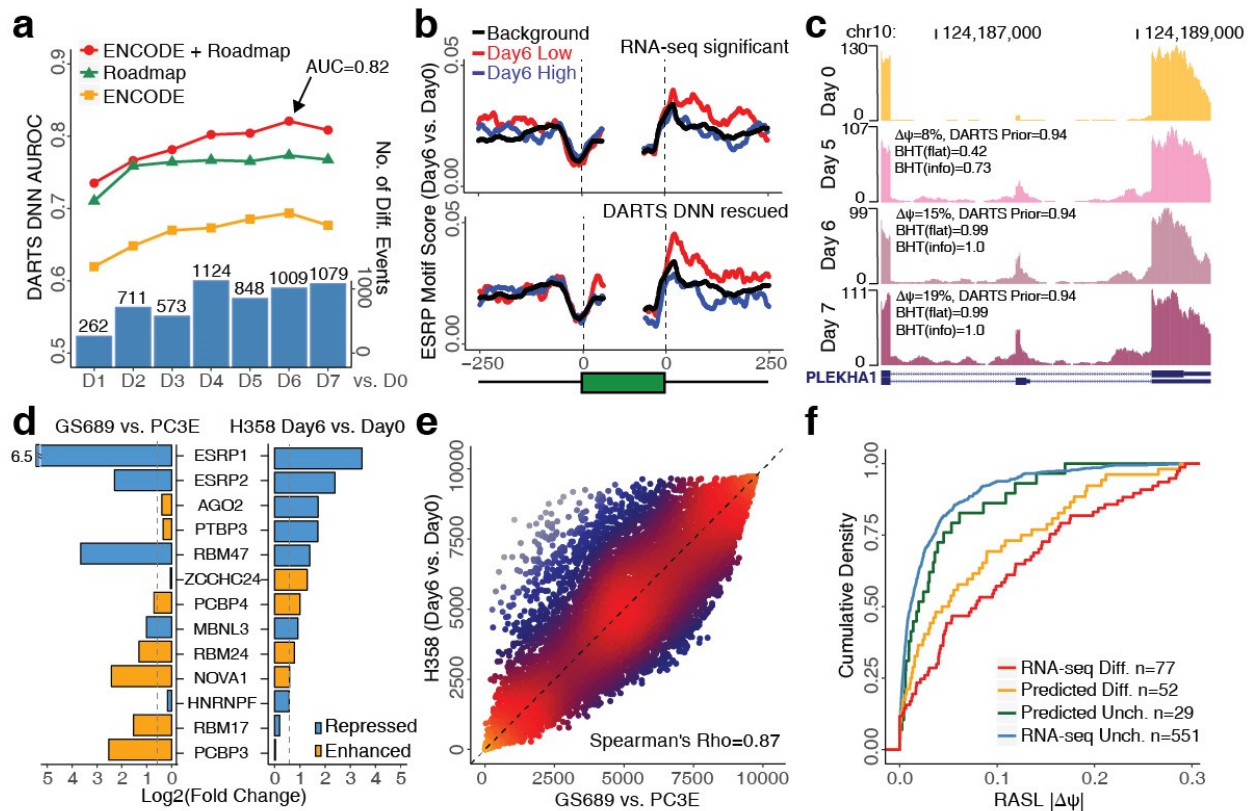 a
ENCODE + Roadmap
Roadmap
ENCODE
AUC=0.82
DARTS DNN AUROC
0.9
0.8
0.7
0.6
0.5
262
711
573
1124
848
1009
1079
No. of Diff. Events
1000
0
D1 D2 D3 D4 D5 D6 D7 vs. D0
b
Background
Day6 Low
Day6 High
RNA-seq significant
DARTS DNN rescued
ESRP Motif Score (Day6 vs. Day0)
0.05
0.00
0.05
0.00
−250 0 0 250
c
chr10: 124,187,000 124,189,000
Day 0
130
0
Day 5
107
0
Δψ=8%, DARTS Prior=0.94
BHT(flat)=0.42
BHT(info)=0.73
Day 6
99
0
Δψ=15%, DARTS Prior=0.94
BHT(flat)=0.99
BHT(info)=1.0
Day 7
111
0
Δψ=19%, DARTS Prior=0.94
BHT(flat)=0.99
BHT(info)=1.0
PLEKHA1
d
GS689 vs. PC3E H358 Day6 vs. Day0
6.5
ESRP1
ESRP2
AGO2
PTBP3
RBM47
ZCCHC24
PCBP4
MBNL3
RBM24
NOVA1
HNRNPF
RBM17
PCBP3
Repressed
Enhanced
5 4 3 2 1 0 0 1 2 3 4 5
Log2(Fold Change)
e
H358 (Day6 vs. Day0)
10000
7500
5000
2500
0
Spearman's Rho=0.87
0 2500 5000 7500 10000
GS689 vs. PC3E
f
Cumulative Density
1.00
0.75
0.50
0.25
0.00
RNA-seq Diff. n=77
Predicted Diff. n=52
Predicted Unch. n=29
RNA-seq Unch. n=551
0.0 0.1 0.2 0.3
RASL |Δψ|